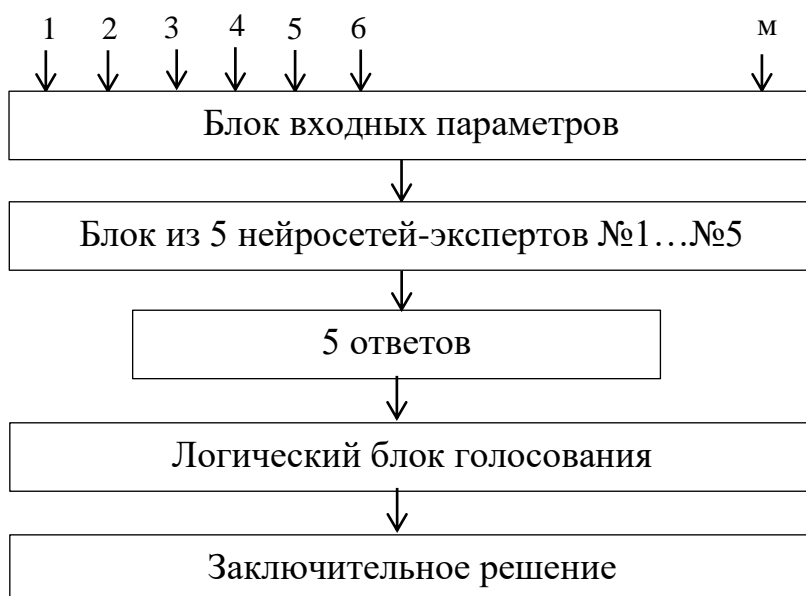 1 2 3 4 5 6 м
Блок входных параметров
Блок из 5 нейросетей-экспертов №1…№5
5 ответов
Логический блок голосования
Заключительное решение